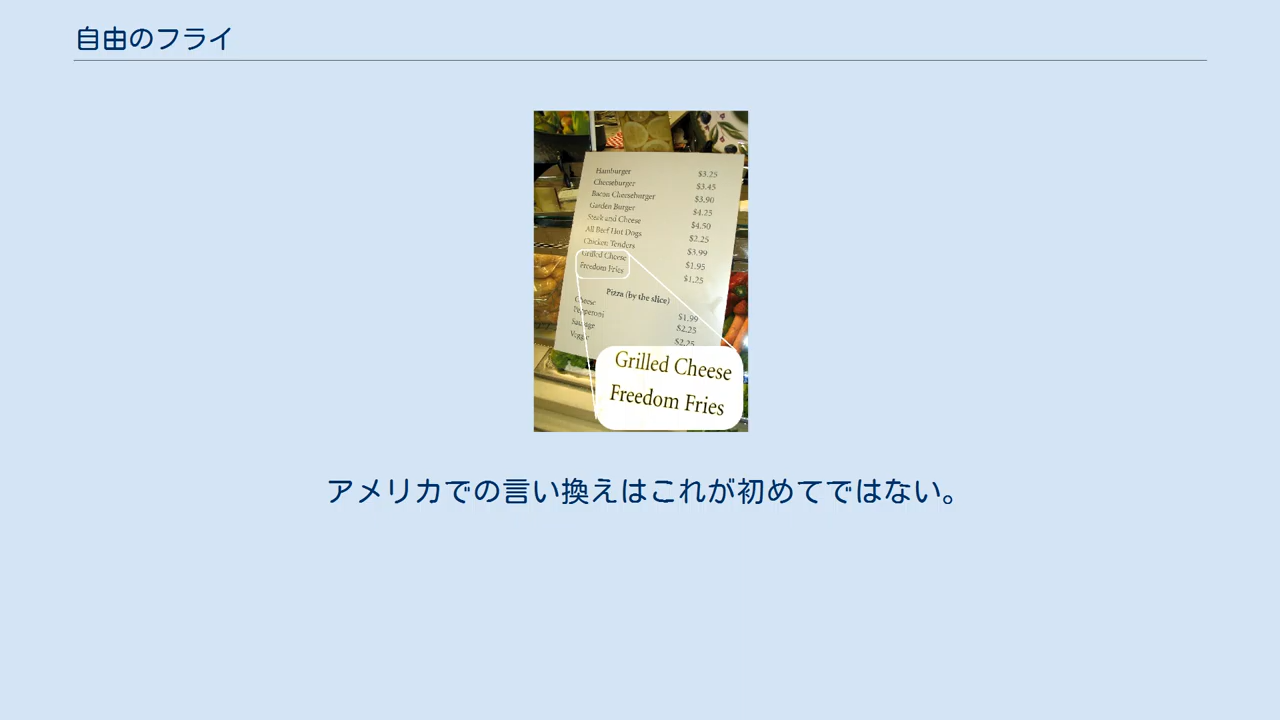 自由のフライ
Hamburger $3.25
Cheeseburger $3.45
Bacon Cheeseburger $3.90
Garden Burger $4.25
Steak and Cheese $4.50
All Beef Hot Dogs $2.25
Chicken Tenders $3.99
Grilled Cheese $1.95
Freedom Fries $1.25
Pizza (by the slice)
Cheese $1.99
Pepperoni $2.25
Sausage $2.25
Veggie
Grilled Cheese
Freedom Fries
アメリカでの言い換えはこれが初めてではない。